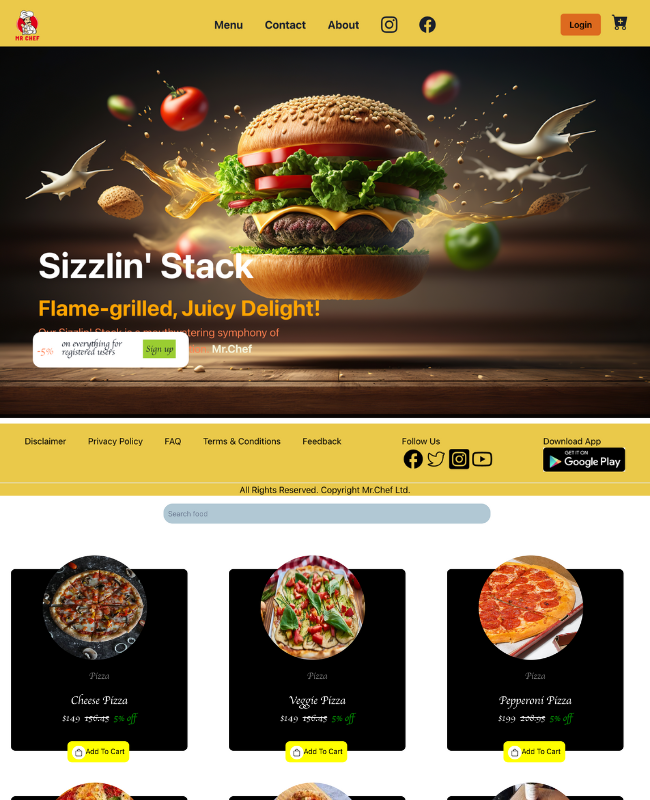 MR CHEF
Menu Contact About Login
Sizzlin' Stack
Flame-grilled, Juicy Delight!
Our Sizzlin' Stack is a mouthwatering symphony of
Mr.Chef
-5% on everything for
registered users
Sign up
Disclaimer Privacy Policy FAQ Terms & Conditions Feedback Follow Us Download App
GET IT ON
Google Play
All Rights Reserved. Copyright Mr.Chef Ltd.
Search food
Pizza Pizza Pizza
Cheese Pizza Veggie Pizza Pepperoni Pizza
$149 156.45 5% off $149 156.45 5% off $199 208.95 5% off
Add To Cart Add To Cart Add To Cart